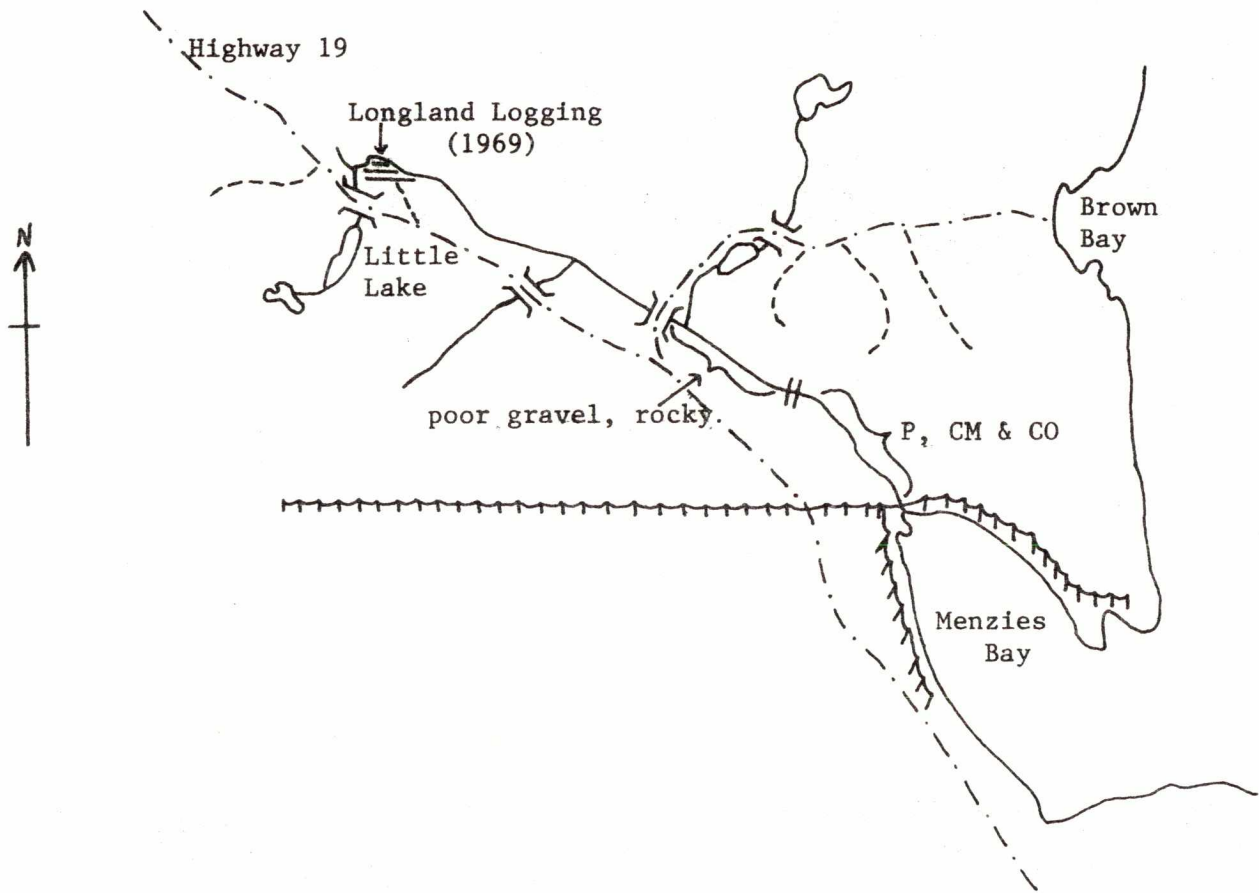 Highway 19
Longland Logging
(1969)
N
Brown
Bay
Little
Lake
poor gravel, rocky.
P, CM & CO
Menzies
Bay